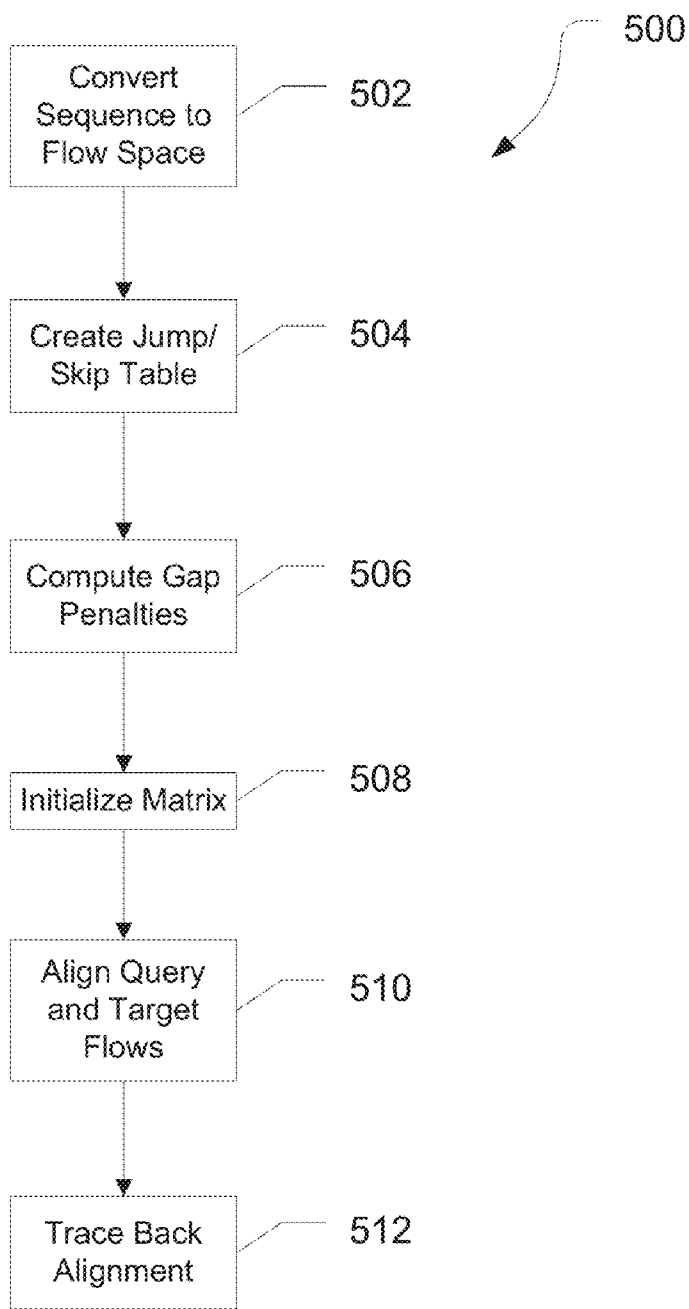 500
Convert
Sequence to
Flow Space
502
Create Jump/
Skip Table
504
Compute Gap
Penalties
506
Initialize Matrix
508
Align Query
and Target
Flows
510
Trace Back
Alignment
512